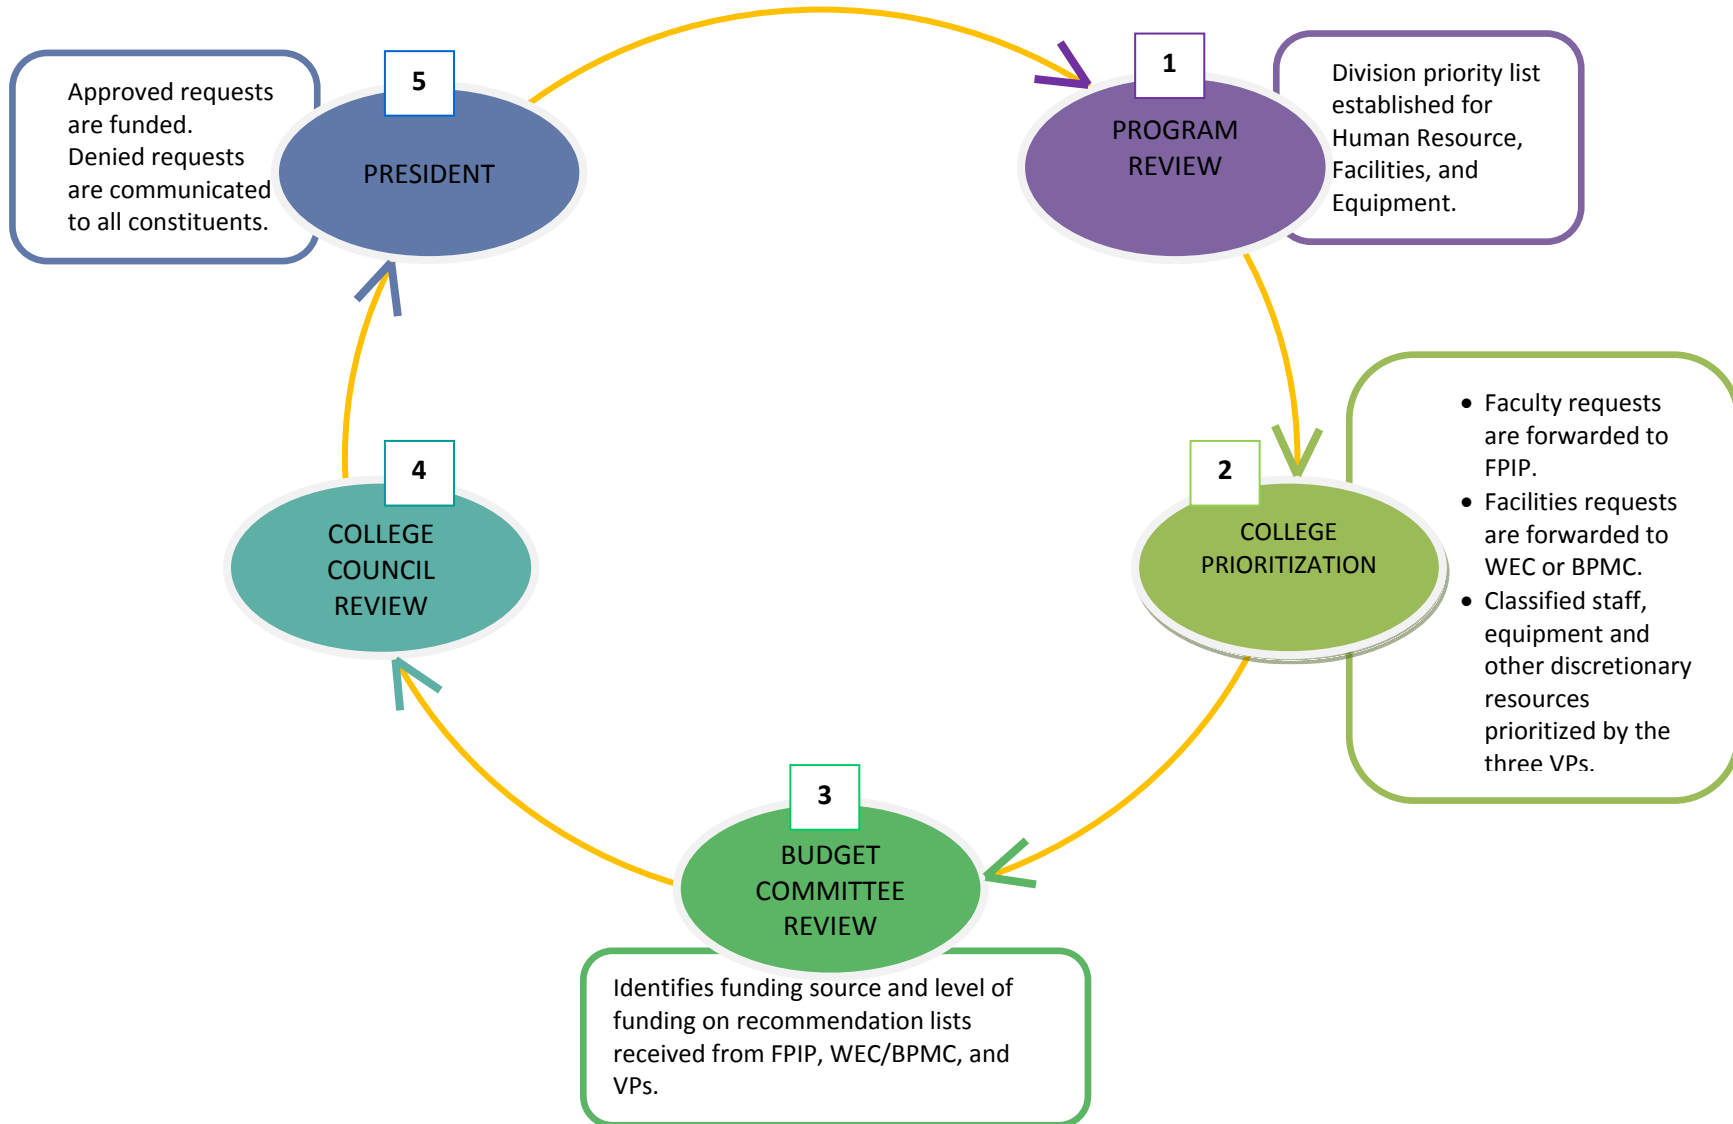 5
PRESIDENT
Approved requests
are funded.
Denied requests
are communicated
to all constituents.
1
PROGRAM
REVIEW
Division priority list
established for
Human Resource,
Facilities, and
Equipment.
2
COLLEGE
PRIORITIZATION
• Faculty requests
are forwarded to
FPIP.
• Facilities requests
are forwarded to
WEC or BPMC.
• Classified staff,
equipment and
other discretionary
resources
prioritized by the
three VPs.
4
COLLEGE
COUNCIL
REVIEW
3
BUDGET
COMMITTEE
REVIEW
Identifies funding source and level of
funding on recommendation lists
received from FPIP, WEC/BPMC, and
VPs.